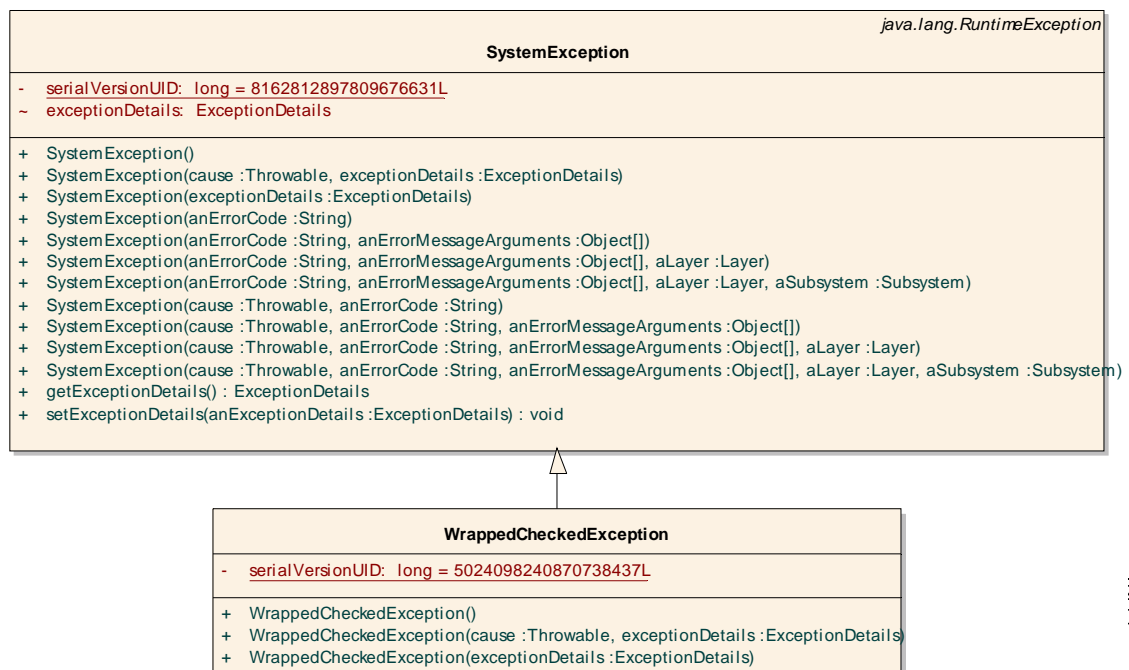 java.lang.RuntimeException
SystemException
- serialVersionUID: long = 8162812897809676631L
~ exceptionDetails: ExceptionDetails
+ SystemException()
+ SystemException(cause :Throwable, exceptionDetails :ExceptionDetails)
+ SystemException(exceptionDetails :ExceptionDetails)
+ SystemException(anErrorCode :String)
+ SystemException(anErrorCode :String, anErrorMessageArguments :Object[])
+ SystemException(anErrorCode :String, anErrorMessageArguments :Object[], aLayer :Layer)
+ SystemException(anErrorCode :String, anErrorMessageArguments :Object[], aLayer :Layer, aSubsystem :Subsystem)
+ SystemException(cause :Throwable, anErrorCode :String)
+ SystemException(cause :Throwable, anErrorCode :String, anErrorMessageArguments :Object[])
+ SystemException(cause :Throwable, anErrorCode :String, anErrorMessageArguments :Object[], aLayer :Layer)
+ SystemException(cause :Throwable, anErrorCode :String, anErrorMessageArguments :Object[], aLayer :Layer, aSubsystem :Subsystem)
+ getExceptionDetails() : ExceptionDetails
+ setExceptionDetails(anExceptionDetails :ExceptionDetails) : void
WrappedCheckedException
- serialVersionUID: long = 5024098240870738437L
+ WrappedCheckedException()
+ WrappedCheckedException(cause :Throwable, exceptionDetails :ExceptionDetails)
+ WrappedCheckedException(exceptionDetails :ExceptionDetails)